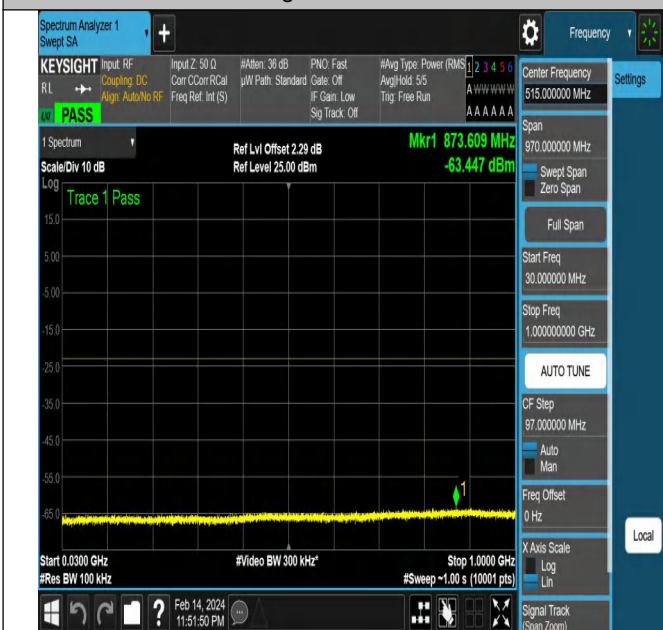 Spectrum Analyzer 1
Swept SA
+
Frequency
KEYSIGHT
RL
LXI
PASS
Input: RF
Coupling: DC
Align: Auto/No RF
Input Z: 50 Ω
Corr CCorr RCal
Freq Ref: Int (S)
#Atten: 36 dB
µW Path: Standard
PNO: Fast
Gate: Off
IF Gain: Low
Sig Track: Off
#Avg Type: Power (RMS
Avg|Hold: 5/5
Trig: Free Run
1 2 3 4 5 6
A W W W W W
A A A A A A
1 Spectrum
Scale/Div 10 dB
Ref Lvl Offset 2.29 dB
Ref Level 25.00 dBm
Mkr1 873.609 MHz
-63.447 dBm
Log
Trace 1 Pass
15.0
5.00
-5.00
-15.0
-25.0
-35.0
-45.0
-55.0
-65.0
1
Start 0.0300 GHz
#Res BW 100 kHz
#Video BW 300 kHz*
Stop 1.0000 GHz
#Sweep ~1.00 s (10001 pts)
?
Feb 14, 2024
11:51:50 PM
Center Frequency
515.000000 MHz
Span
970.000000 MHz
Swept Span
Zero Span
Full Span
Start Freq
30.000000 MHz
Stop Freq
1.000000000 GHz
AUTO TUNE
CF Step
97.000000 MHz
Auto
Man
Freq Offset
0 Hz
X Axis Scale
Log
Lin
Signal Track
(Span Zoom)
Settings
Local